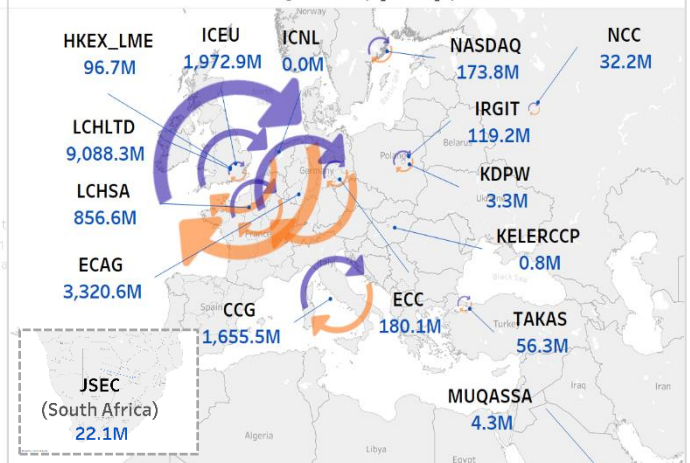 HKEX_LME
96.7M
ICEU
1,972.9M
ICNL
0.0M
NASDAQ
173.8M
NCC
32.2M
LCHLTD
9,088.3M
IRGIT
119.2M
LCHSA
856.6M
KDPW
3.3M
ECAG
3,320.6M
KELERCCP
0.8M
CCG
1,655.5M
ECC
180.1M
TAKAS
56.3M
JSEC
(South Africa)
22.1M
MUQASSA
4.3M
Norway
Belarus
Poland
Germany
Ukraine
France
Spain
Italy
Black Sea
Turkey
Iraq
Iran
Algeria
Libya
Egypt